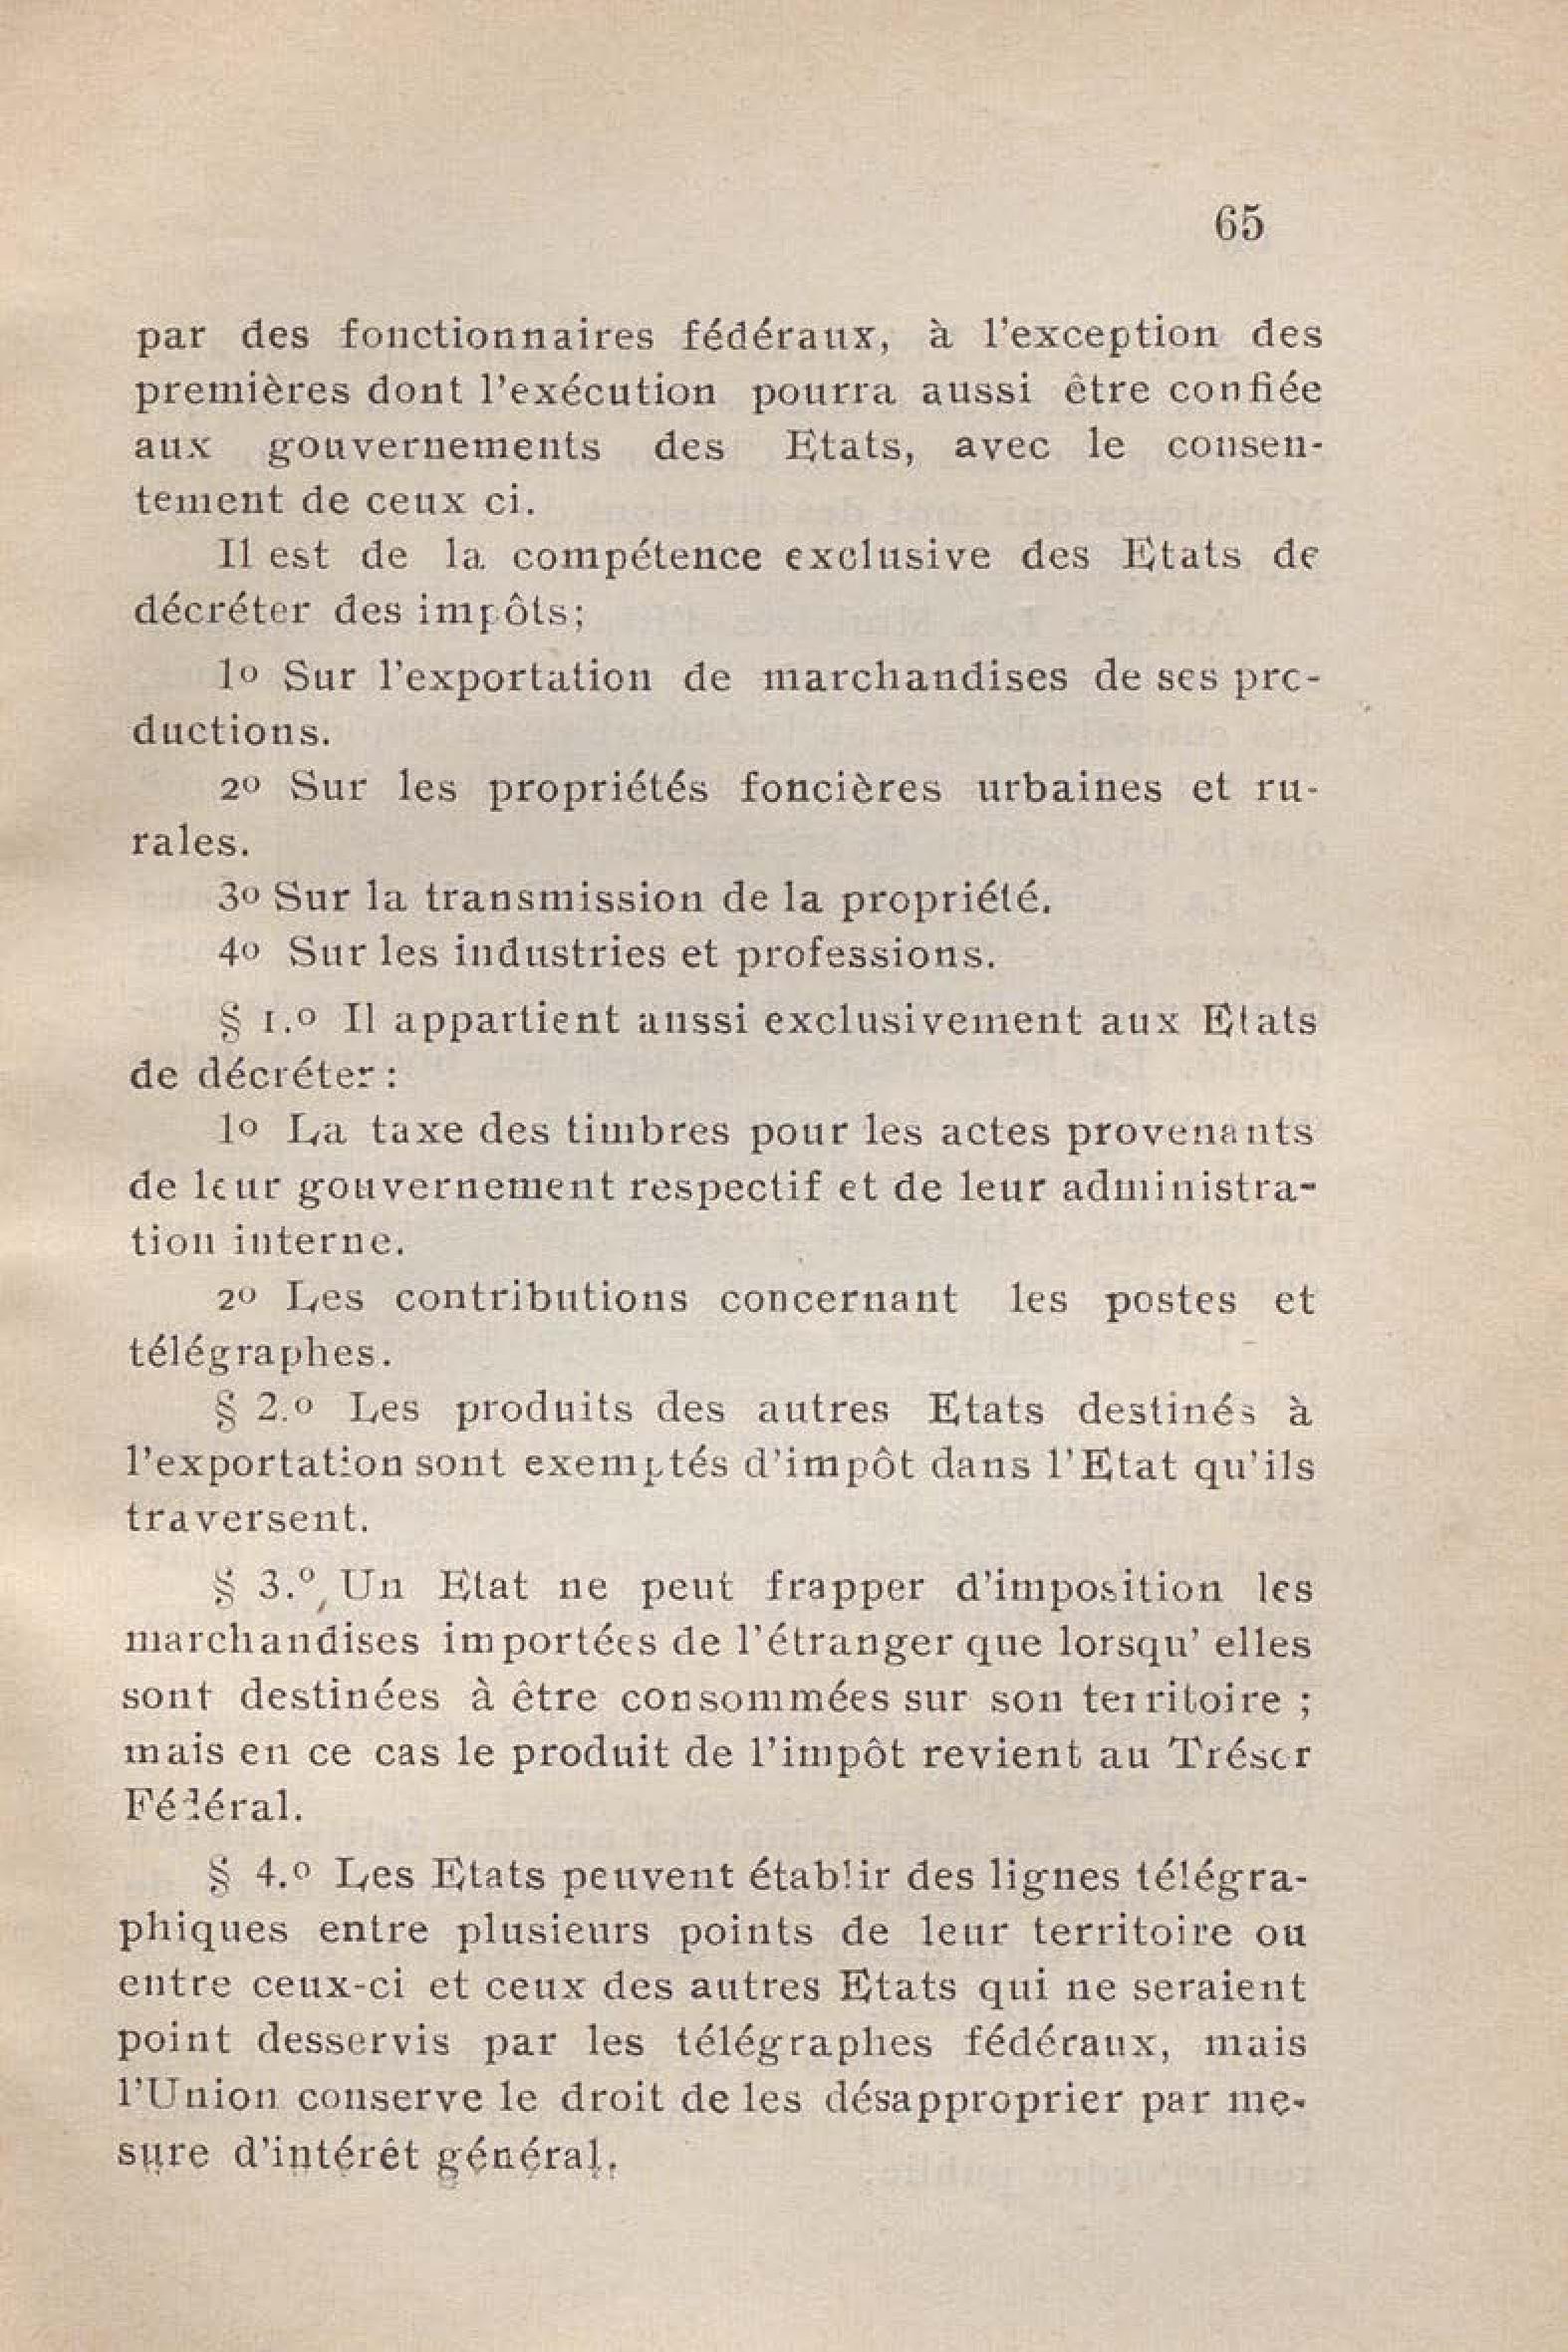 65
par des fonctionnaires fédéraux, à l'exception des
premières dont l'exécution pourra aussi être confiée
aux gouvernements des Etats, avec le consen-
tement de ceux ci.
Il est de la compétence exclusive des Etats de
décréter des impôts;
1o Sur l'exportation de marchandises de ses pro-
ductions.
2o Sur les propriétés foncières urbaines et ru-
rales.
3o Sur la transmission de la propriété.
4o Sur les industries et professions.
§ 1.o Il appartient aussi exclusivement aux Etats
de décréter :
1o La taxe des timbres pour les actes provenants
de leur gouvernement respectif et de leur administra-
tion interne.
2o Les contributions concernant les postes et
télégraphes.
§ 2.o Les produits des autres Etats destinés à
l'exportation sont exemptés d'impôt dans l'Etat qu'ils
traversent.
§ 3.o Un Etat ne peut frapper d'imposition les
marchandises importées de l'étranger que lorsqu' elles
sont destinées à être consommées sur son territoire ;
mais en ce cas le produit de l'impôt revient au Trésor
Fédéral.
§ 4.o Les Etats peuvent établir des lignes télégra-
phiques entre plusieurs points de leur territoire ou
entre ceux-ci et ceux des autres Etats qui ne seraient
point desservis par les télégraphes fédéraux, mais
l'Union conserve le droit de les désapproprier par me-
sure d'intérêt général.